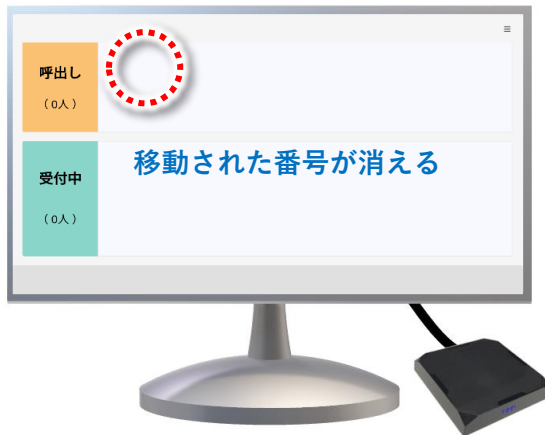 呼出し
（0人）
移動された番号が消える
受付中
（0人）